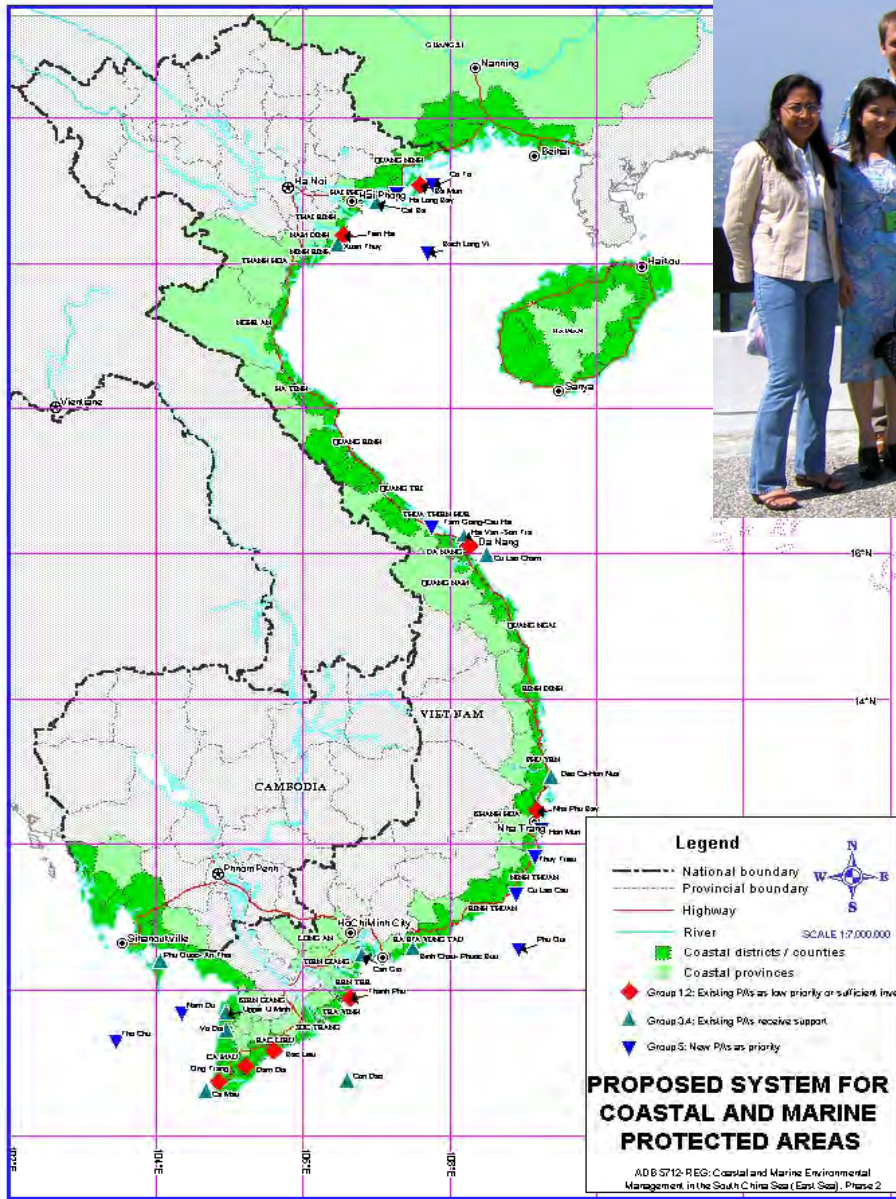 GUANGXI
Nanning
Beihai
QUANG NINH
Co To
Ba Mun
Ha Noi
Ha Long Bay
Cat Ba
THAI BINH
NAM DINH
Tien Hai
Xuan Thuy
NINH BINH
THANH HOA
Bach Long Vi
Haikou
HAINAN
NGHE AN
Sanya
HA TINH
Vientiane
QUANG BINH
QUANG TRI
THUA THIEN HUE
Tam Giang-Cau Hai
Hai Van -Son Tra
Da Nang
DA NANG
Cu Lao Cham
16°N
QUANG NAM
QUANG NGAI
BINH DINH
14°N
VIET NAM
PHU YEN
CAMBODIA
Dao Ca-Hon Nua
Nha Phu Bay
KHANH HOA
Nha Trang
Hon Mun
Thuy Trieu
NINH THUAN
Cu Lao Cau
BINH THUAN
Phnom Penh
HoChiMinh City
LONG AN
BA RIA VUNG TAU
Phu Qui
Sihanoukville
TIEN GIANG
Can Gio
Binh Chau- Phuoc Buu
Phu Quoc- An Thoi
BEN TRE
Thanh Phu
Nam Du
KIEN GIANG
Upper U Minh
TRA VINH
SOC TRANG
Tho Chu
Vo Doi
BAC LIEU
Bac Lieu
CA MAU
Dam Doi
Con Dao
Ca Mau
Legend
N
W
E
S
National boundary
Provincial boundary
Highway
River
SCALE 1:7.000.000
Coastal districts / counties
Coastal provinces
Group 1,2: Existing PAs as low priority or sufficient inve
Group 3,4: Existing PAs receive support
Group 5: New PAs as priority
PROPOSED SYSTEM FOR
COASTAL AND MARINE
PROTECTED AREAS
ADB 5712-REG: Coastal and Marine Environmental
Management in the South China Sea (East Sea), Phase 2